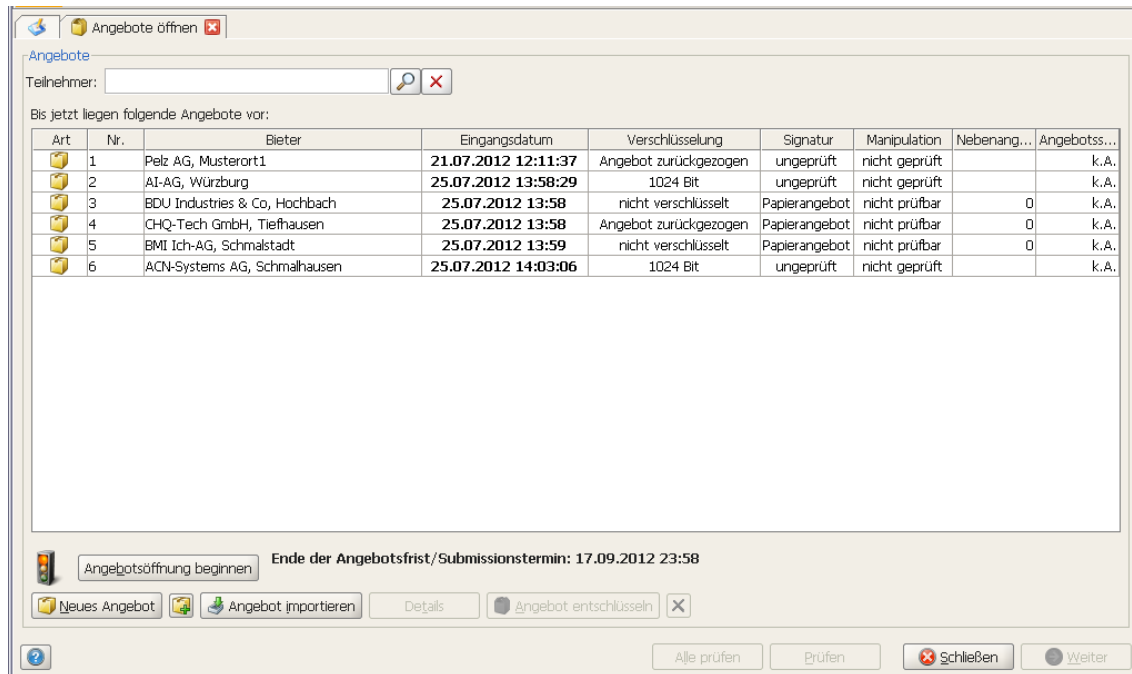 Angebote öffnen
Angebote
Teilnehmer:
Bis jetzt liegen folgende Angebote vor:
Art Nr. Bieter Eingangsdatum Verschlüsselung Signatur Manipulation Nebenang... Angebotss...
1 Pelz AG, Musterort1 21.07.2012 12:11:37 Angebot zurückgezogen ungeprüft nicht geprüft k.A.
2 AI-AG, Würzburg 25.07.2012 13:58:29 1024 Bit ungeprüft nicht geprüft k.A.
3 BDU Industries & Co, Hochbach 25.07.2012 13:58 nicht verschlüsselt Papierangebot nicht prüfbar 0 k.A.
4 CHQ-Tech GmbH, Tiefhausen 25.07.2012 13:58 Angebot zurückgezogen Papierangebot nicht prüfbar 0 k.A.
5 BMI Ich-AG, Schmalstadt 25.07.2012 13:59 nicht verschlüsselt Papierangebot nicht prüfbar 0 k.A.
6 ACN-Systems AG, Schmalhausen 25.07.2012 14:03:06 1024 Bit ungeprüft nicht geprüft k.A.
Angebotsöffnung beginnen Ende der Angebotsfrist/Submissionstermin: 17.09.2012 23:58
Neues Angebot Angebot importieren Details Angebot entschlüsseln
Alle prüfen Prüfen Schließen Weiter